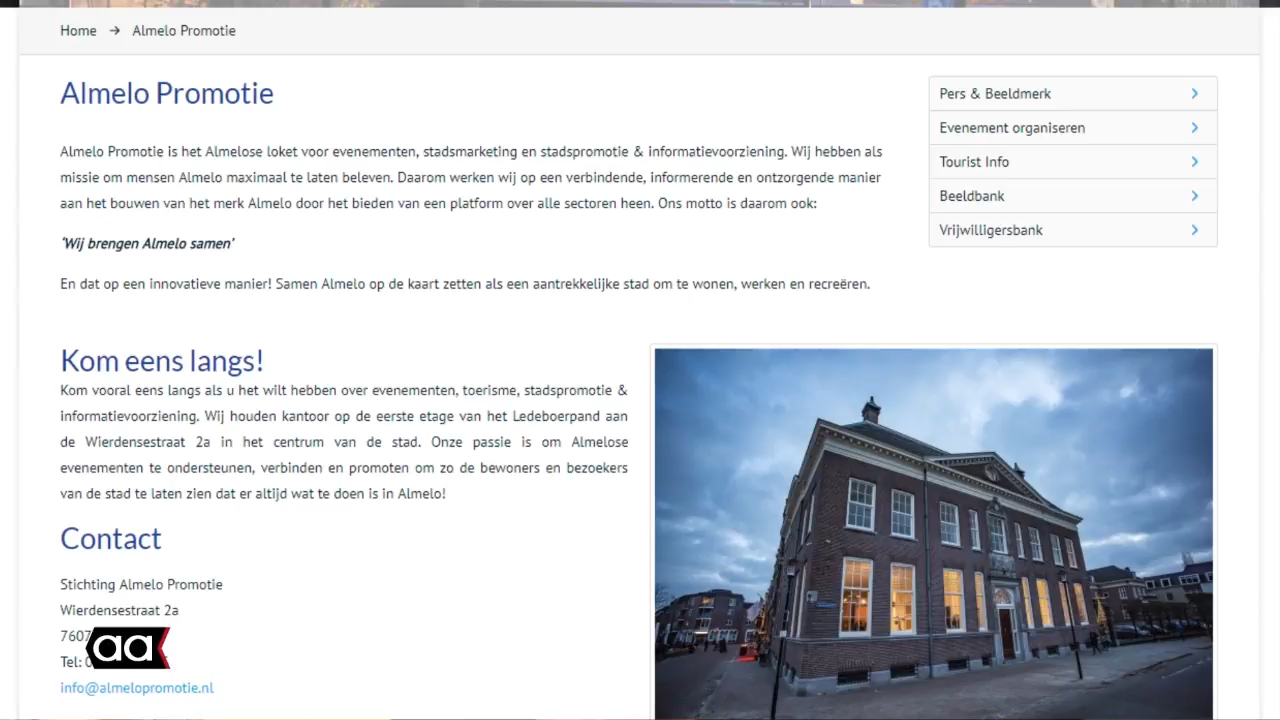 Home → Almelo Promotie
Almelo Promotie
Almelo Promotie is het Almelose loket voor evenementen, stadsmarketing en stadspromotie & informatievoorziening. Wij hebben als
missie om mensen Almelo maximaal te laten beleven. Daarom werken wij op een verbindende, informerende en ontzorgende manier
aan het bouwen van het merk Almelo door het bieden van een platform over alle sectoren heen. Ons motto is daarom ook:
‘Wij brengen Almelo samen’
En dat op een innovatieve manier! Samen Almelo op de kaart zetten als een aantrekkelijke stad om te wonen, werken en recreëren.
Pers & Beeldmerk
Evenement organiseren
Tourist Info
Beeldbank
Vrijwilligersbank
Kom eens langs!
Kom vooral eens langs als u het wilt hebben over evenementen, toerisme, stadspromotie &
informatievoorziening. Wij houden kantoor op de eerste etage van het Ledeboerpand aan
de Wierdensestraat 2a in het centrum van de stad. Onze passie is om Almelose
evenementen te ondersteunen, verbinden en promoten om zo de bewoners en bezoekers
van de stad te laten zien dat er altijd wat te doen is in Almelo!
Contact
Stichting Almelo Promotie
Wierdensestraat 2a
7607
Tel:
aa
info@almelopromotie.nl